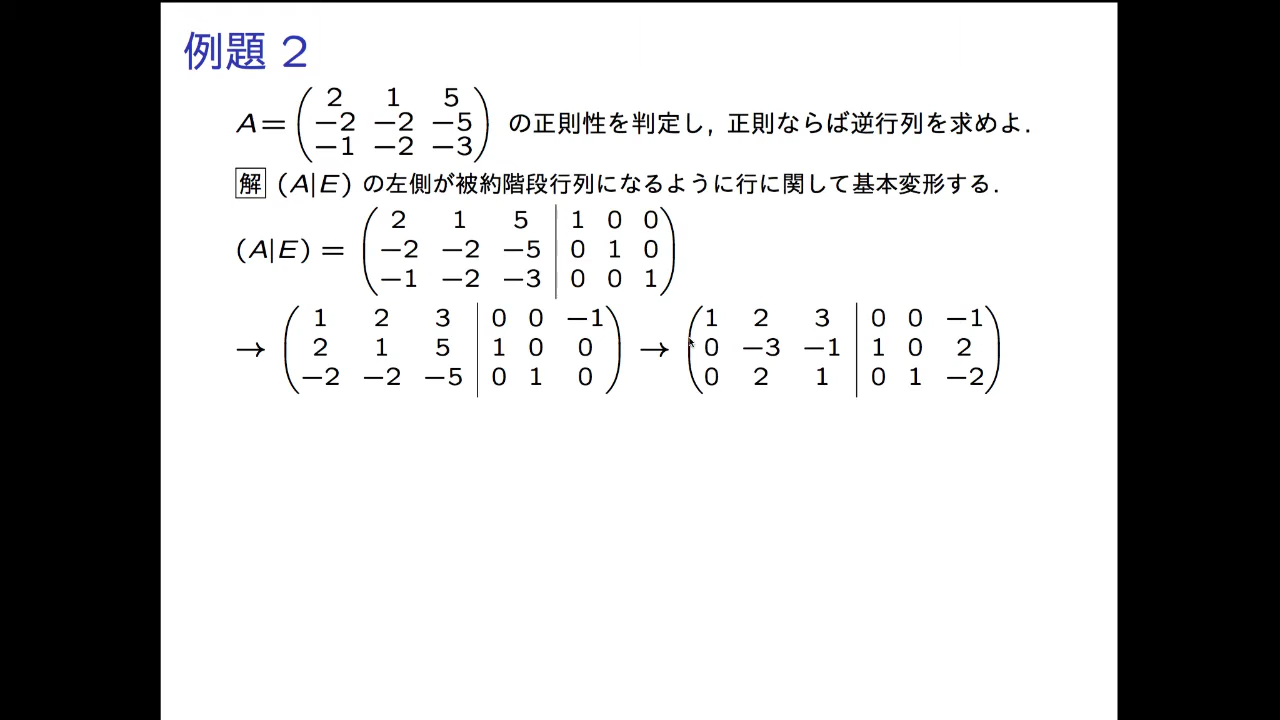 例題 2
A= ( 2 1 5
−2 −2 −5
−1 −2 −3 ) の正則性を判定し, 正則ならば逆行列を求めよ.
解 (A|E) の左側が被約階段行列になるように行に関して基本変形する.
(A|E) = ( 2 1 5 | 1 0 0
−2 −2 −5 | 0 1 0
−1 −2 −3 | 0 0 1 )
→ ( 1 2 3 | 0 0 −1
2 1 5 | 1 0 0
−2 −2 −5 | 0 1 0 )
→ ( 1 2 3 | 0 0 −1
0 −3 −1 | 1 0 2
0 2 1 | 0 1 −2 )